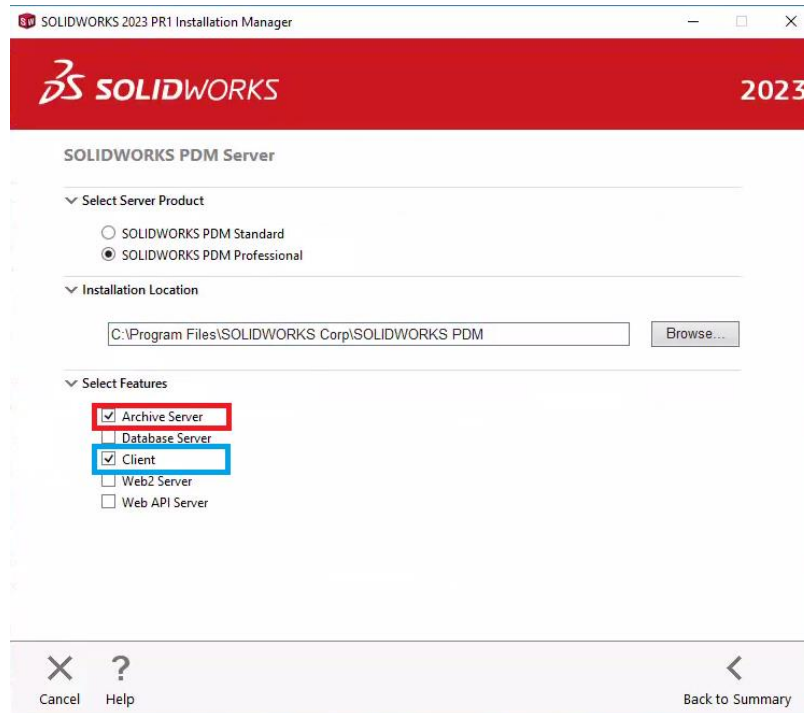 SOLIDWORKS 2023 PR1 Installation Manager
SOLIDWORKS 2023
SOLIDWORKS PDM Server
Select Server Product
SOLIDWORKS PDM Standard
SOLIDWORKS PDM Professional
Installation Location
C:\Program Files\SOLIDWORKS Corp\SOLIDWORKS PDM Browse...
Select Features
Archive Server
Database Server
Client
Web2 Server
Web API Server
?
Cancel Help Back to Summary